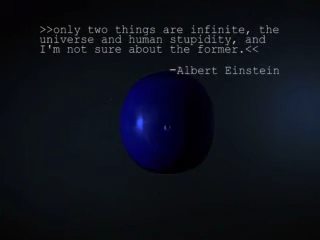 >>only two things are infinite, the
universe and human stupidity, and
I'm not sure about the former.<<
-Albert Einstein